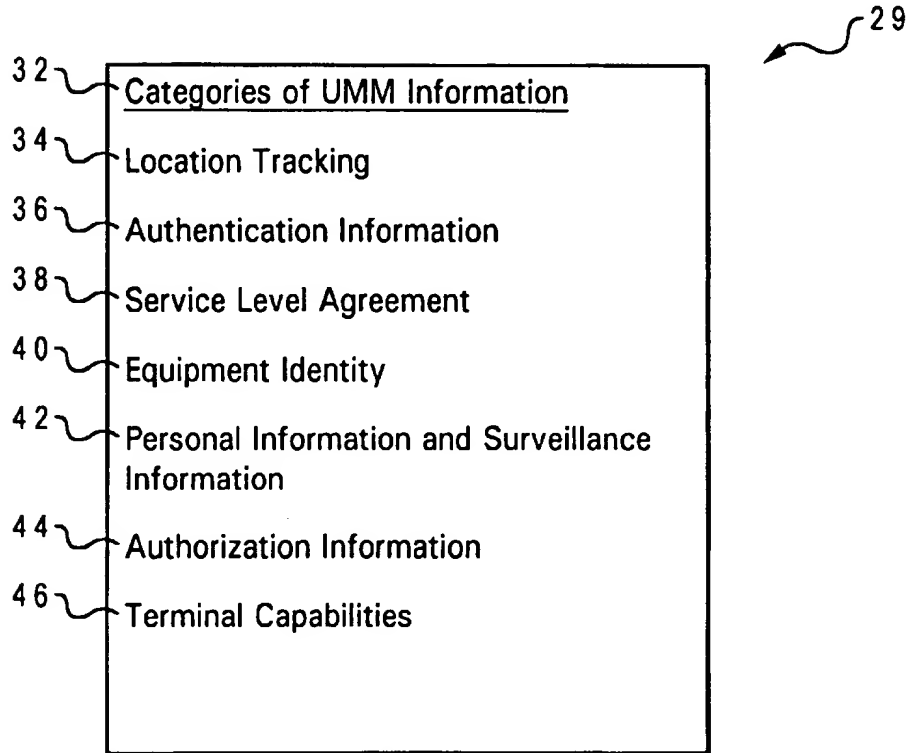 29
32 Categories of UMM Information
34 Location Tracking
36 Authentication Information
38 Service Level Agreement
40 Equipment Identity
42 Personal Information and Surveillance
Information
44 Authorization Information
46 Terminal Capabilities